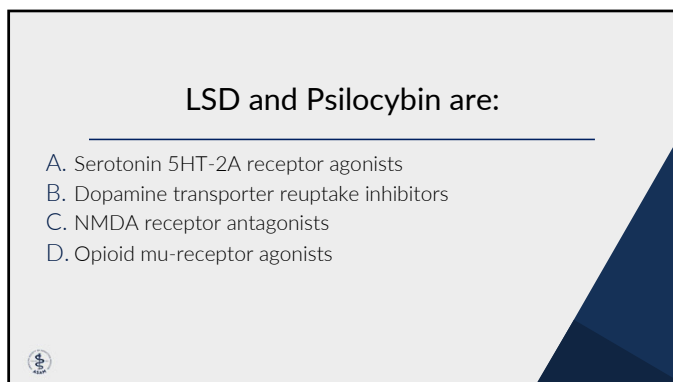 LSD and Psilocybin are:
A. Serotonin 5HT-2A receptor agonists
B. Dopamine transporter reuptake inhibitors
C. NMDA receptor antagonists
D. Opioid mu-receptor agonists
ASAM